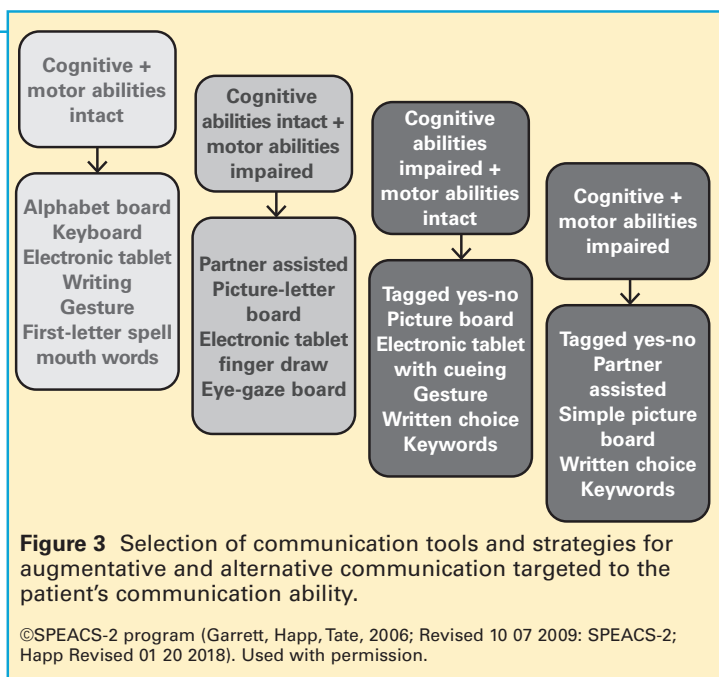 Cognitive +
motor abilities
intact
Alphabet board
Keyboard
Electronic tablet
Writing
Gesture
First-letter spell
mouth words
Cognitive
abilities intact +
motor abilities
impaired
Partner assisted
Picture-letter
board
Electronic tablet
finger draw
Eye-gaze board
Cognitive
abilities
impaired +
motor abilities
intact
Tagged yes-no
Picture board
Electronic tablet
with cueing
Gesture
Written choice
Keywords
Cognitive +
motor abilities
impaired
Tagged yes-no
Partner
assisted
Simple picture
board
Written choice
Keywords
Figure 3 Selection of communication tools and strategies for
augmentative and alternative communication targeted to the
patient's communication ability.
©SPEACS-2 program (Garrett, Happ, Tate, 2006; Revised 10 07 2009: SPEACS-2;
Happ Revised 01 20 2018). Used with permission.